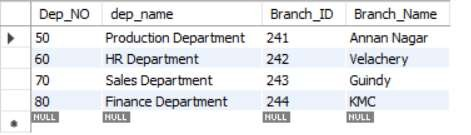 Dep_NO dep_name Branch_ID Branch_Name
50 Production Department 241 Annan Nagar
60 HR Department 242 Velachery
70 Sales Department 243 Guindy
80 Finance Department 244 KMC
NULL NULL NULL NULL